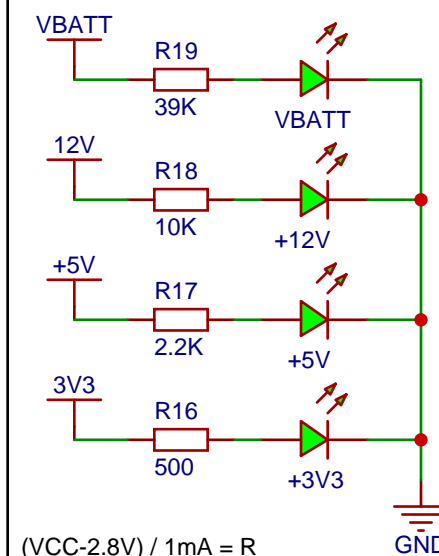 VBATT
R19
39K
VBATT
12V
R18
10K
+12V
+5V
R17
2.2K
+5V
3V3
R16
500
+3V3
(VCC-2.8V) / 1mA = R
GND